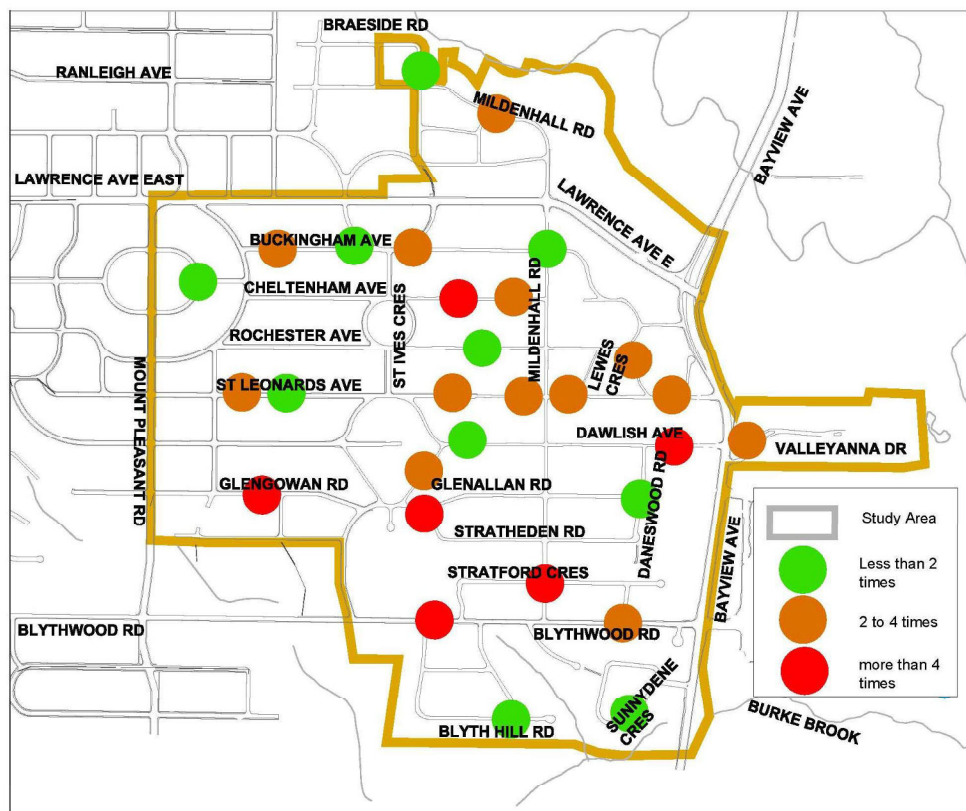 BRAESIDE RD
RANLEIGH AVE
MILDENHALL RD
BAYVIEW AVE
LAWRENCE AVE EAST
LAWRENCE AVE E
BUCKINGHAM AVE
CHELTENHAM AVE
ST IVES CRES
MILDENHALL RD
ROCHESTER AVE
LEWES
CRES
MOUNT PLEASANT RD
ST LEONARDS AVE
DAWLISH AVE
VALLEYANNA DR
GLENGOWAN RD
GLENALLAN RD
DANESWOOD RD
STRATHEDEN RD
STRATFORD CRES
BAYVIEW AVE
BLYTHWOOD RD
BLYTHWOOD RD
SUNNYDENE
CRES
BLYTH HILL RD
BURKE BROOK
Study Area
Less than 2
times
2 to 4 times
more than 4
times